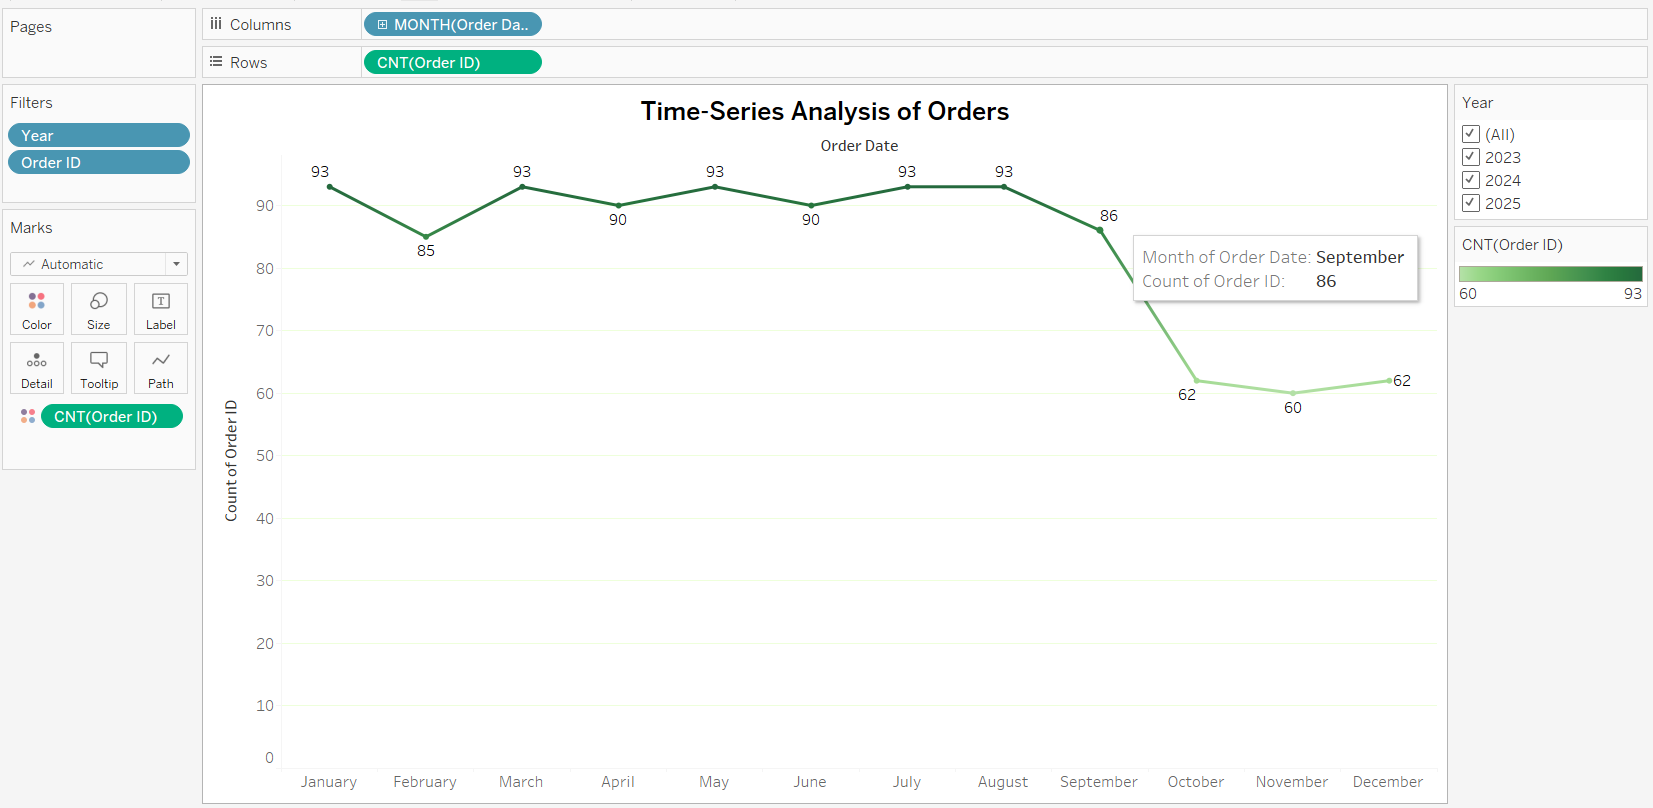 Pages
Columns
MONTH(Order Da..
Rows
CNT(Order ID)
Filters
Year
Order ID
Marks
Automatic
Color
Size
Label
Detail
Tooltip
Path
CNT(Order ID)
Time-Series Analysis of Orders
Order Date
93
93
93
93
93
85
90
90
86
62
60
62
Month of Order Date: September
Count of Order ID: 86
Count of Order ID
90
80
70
60
50
40
30
20
10
0
January February March April May June July August September October November December
Year
(All)
2023
2024
2025
CNT(Order ID)
60 93